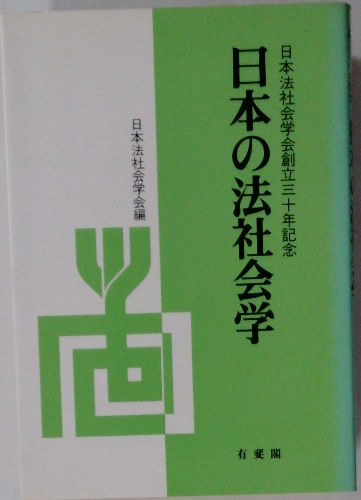 日本法社会学会創立三十年記念
日本の法社会学
日本法社会学会編
有斐閣